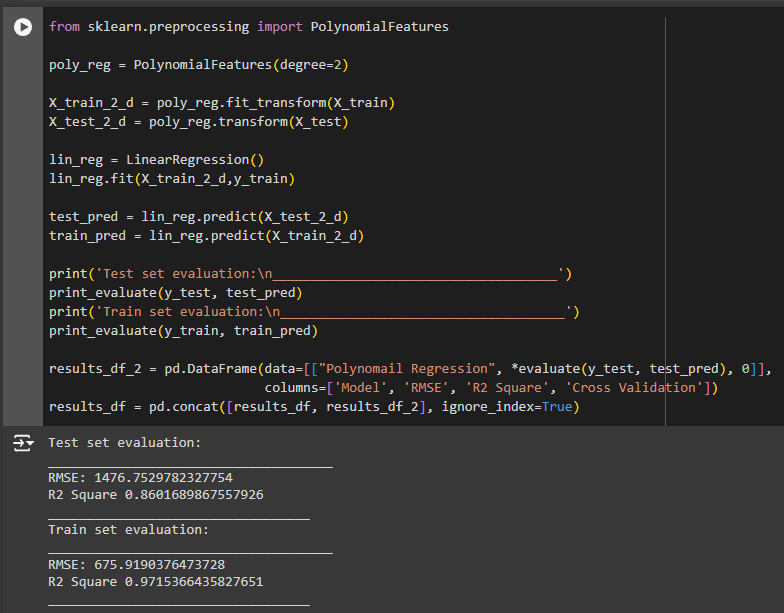 from sklearn.preprocessing import PolynomialFeatures
poly_reg = PolynomialFeatures(degree=2)
X_train_2_d = poly_reg.fit_transform(X_train)
X_test_2_d = poly_reg.transform(X_test)
lin_reg = LinearRegression()
lin_reg.fit(X_train_2_d,y_train)
test_pred = lin_reg.predict(X_test_2_d)
train_pred = lin_reg.predict(X_train_2_d)
print('Test set evaluation:\n_____________________________________')
print_evaluate(y_test, test_pred)
print('Train set evaluation:\n_____________________________________')
print_evaluate(y_train, train_pred)
results_df_2 = pd.DataFrame(data=[["Polynomail Regression", *evaluate(y_test, test_pred), 0]],
columns=['Model', 'RMSE', 'R2 Square', 'Cross Validation'])
results_df = pd.concat([results_df, results_df_2], ignore_index=True)
Test set evaluation:
_____________________________________
RMSE: 1476.7529782327754
R2 Square 0.8601689867557926
__________________________________
Train set evaluation:
_____________________________________
RMSE: 675.9190376473728
R2 Square 0.9715366435827651
__________________________________